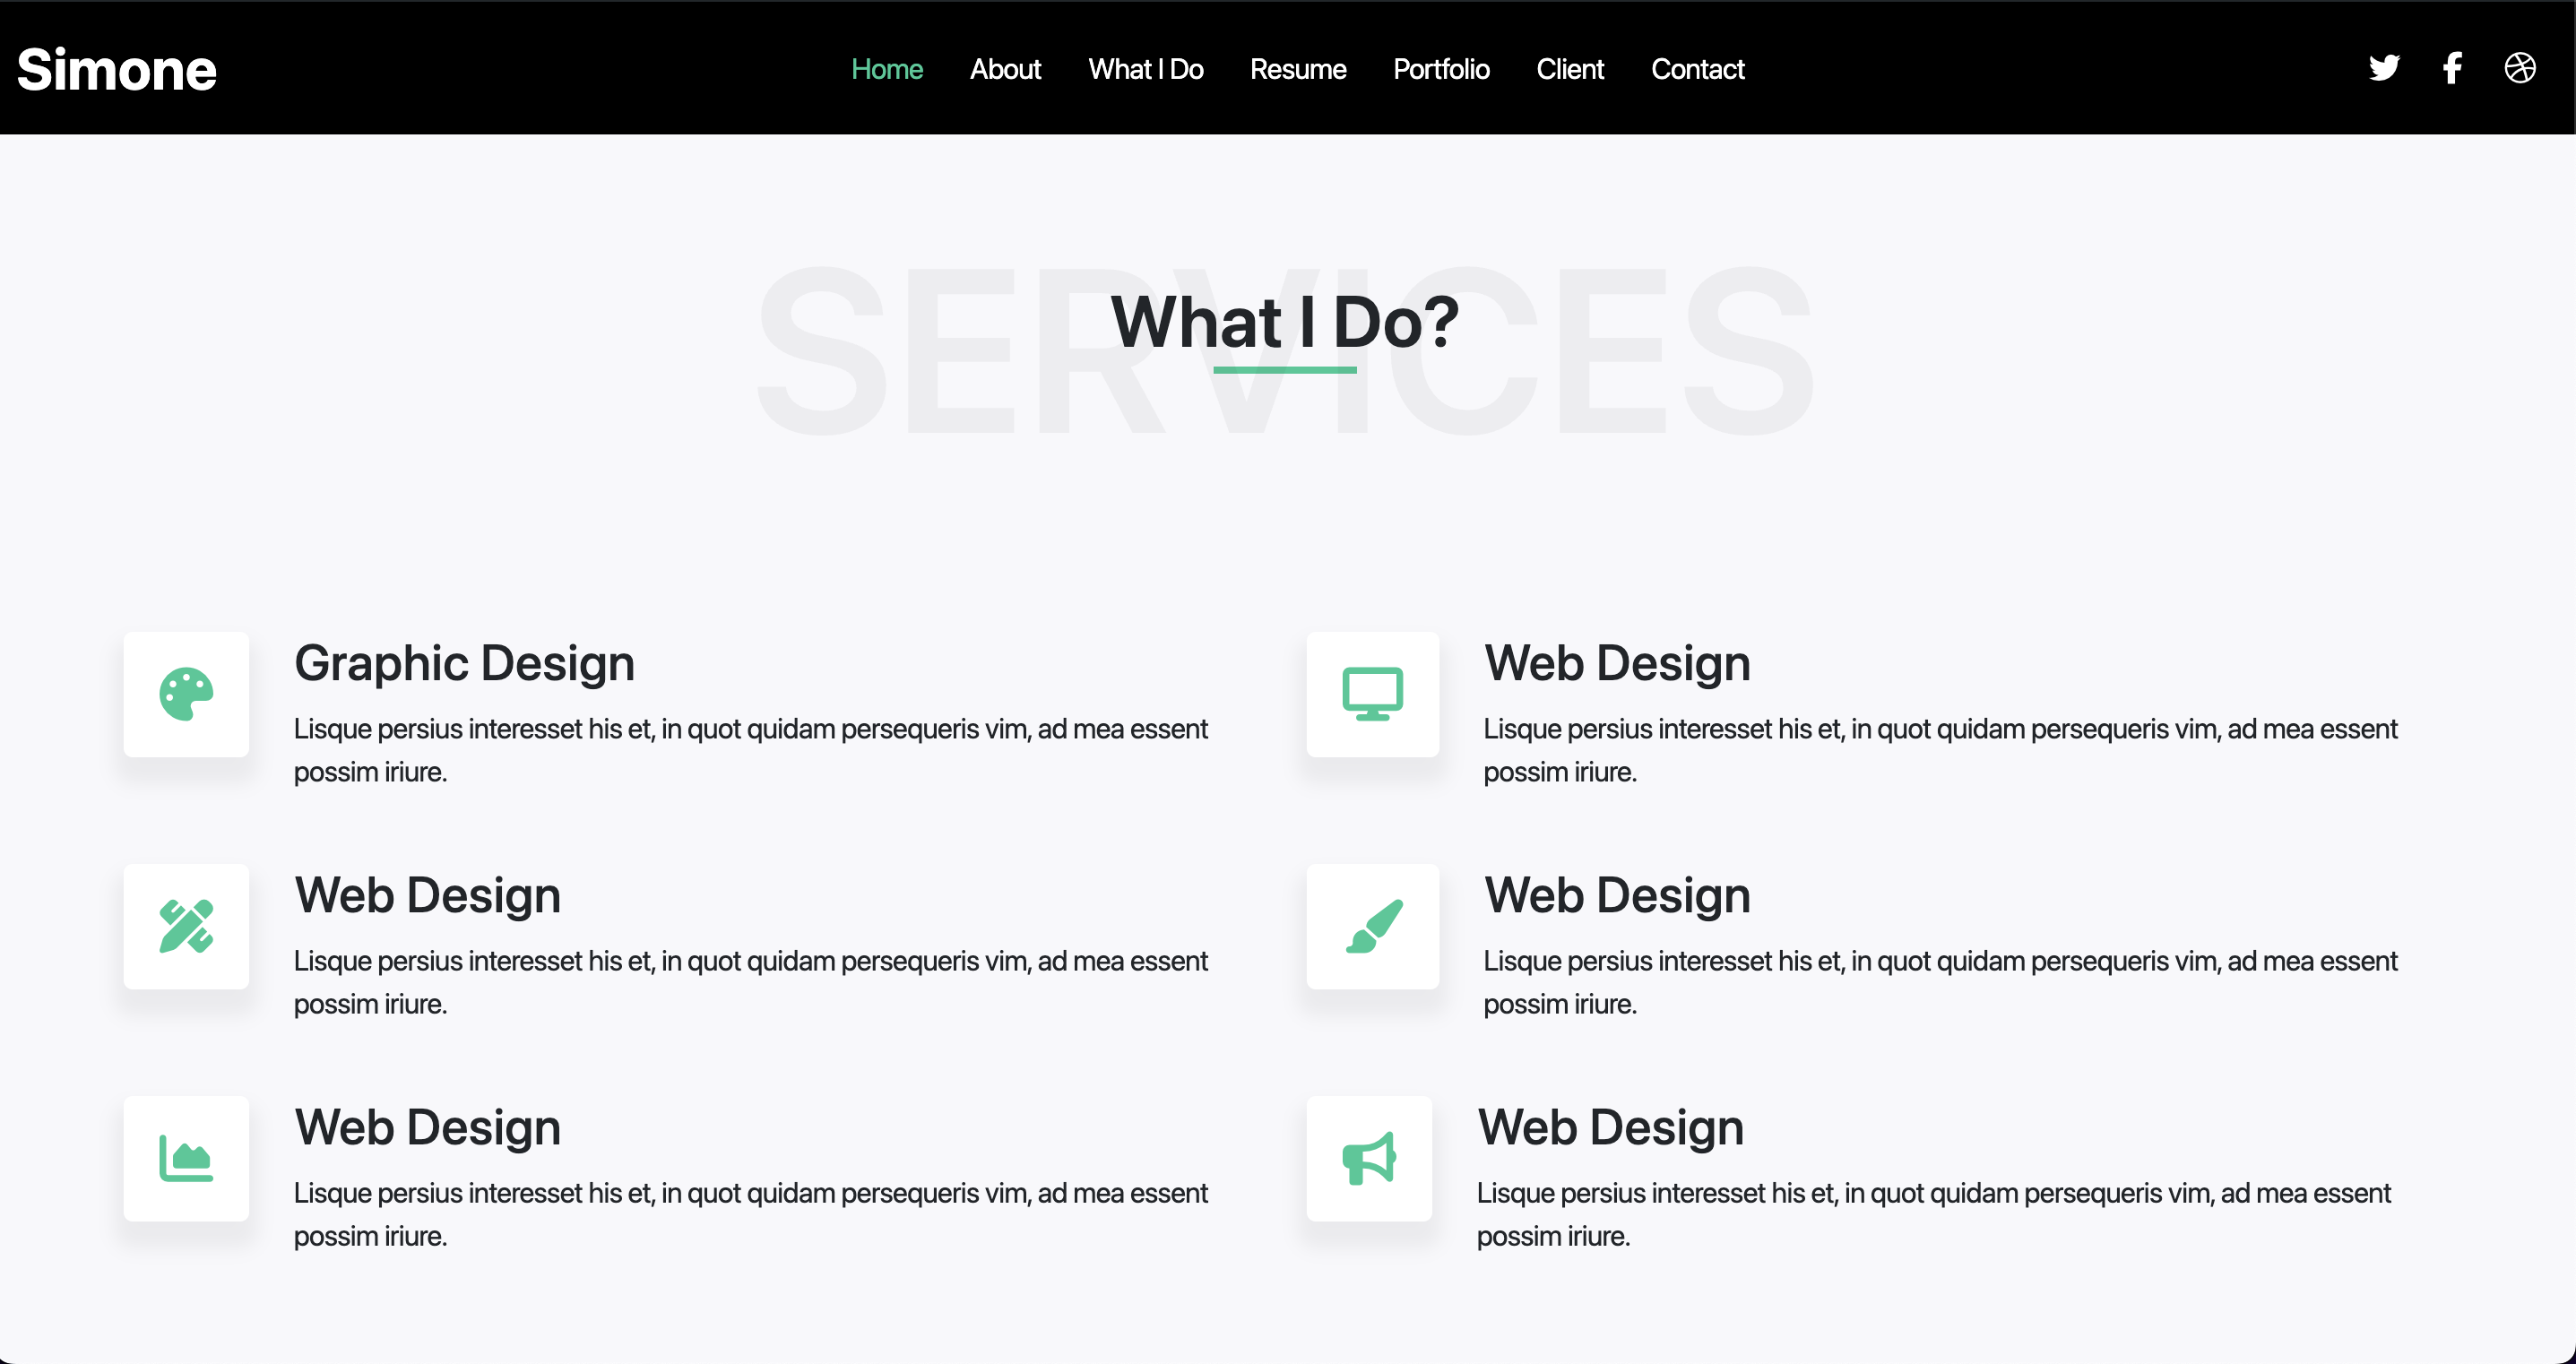 Simone
Home About What I Do Resume Portfolio Client Contact
SERVICES
What I Do?
Graphic Design
Lisque persius interesset his et, in quot quidam persequeris vim, ad mea essent
possim iriure.
Web Design
Lisque persius interesset his et, in quot quidam persequeris vim, ad mea essent
possim iriure.
Web Design
Lisque persius interesset his et, in quot quidam persequeris vim, ad mea essent
possim iriure.
Web Design
Lisque persius interesset his et, in quot quidam persequeris vim, ad mea essent
possim iriure.
Web Design
Lisque persius interesset his et, in quot quidam persequeris vim, ad mea essent
possim iriure.
Web Design
Lisque persius interesset his et, in quot quidam persequeris vim, ad mea essent
possim iriure.